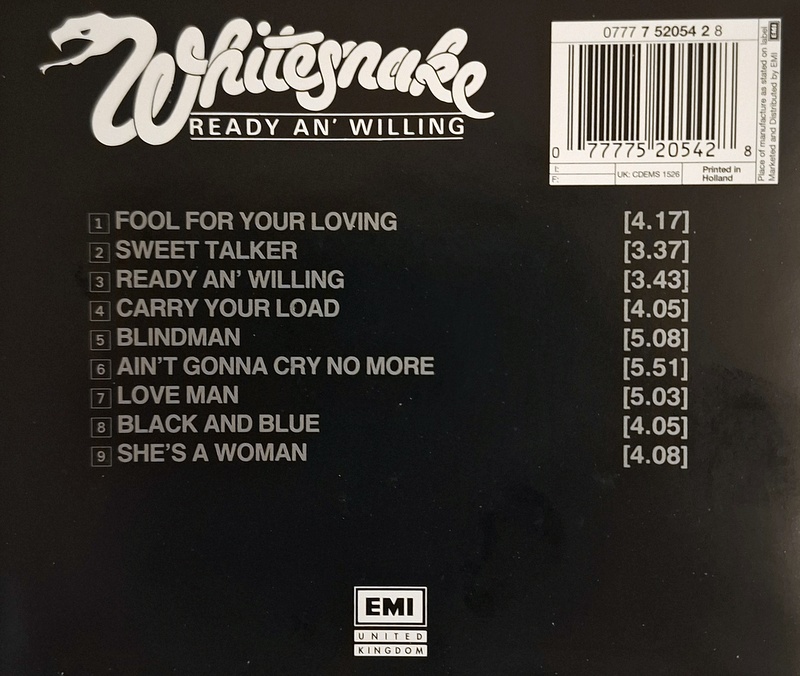 Whitesnake
READY AN' WILLING
0777 7 52054 2 8
0 77775 20542 8
I:
F:
UK: CDEMS 1526
Printed in
Holland
Place of manufacture as stated on label
Marketed and Distributed by EMI
EMI
1 FOOL FOR YOUR LOVING [4.17]
2 SWEET TALKER [3.37]
3 READY AN' WILLING [3.43]
4 CARRY YOUR LOAD [4.05]
5 BLINDMAN [5.08]
6 AIN'T GONNA CRY NO MORE [5.51]
7 LOVE MAN [5.03]
8 BLACK AND BLUE [4.05]
9 SHE'S A WOMAN [4.08]
EMI
UNITED
KINGDOM